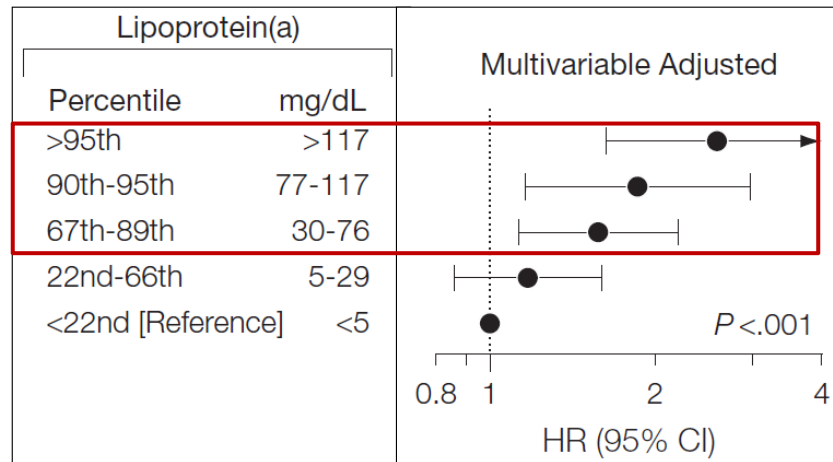 Lipoprotein(a)
Multivariable Adjusted
Percentile mg/dL
>95th >117
90th-95th 77-117
67th-89th 30-76
22nd-66th 5-29
<22nd [Reference] <5
P<.001
0.8 1 2 4
HR (95% CI)